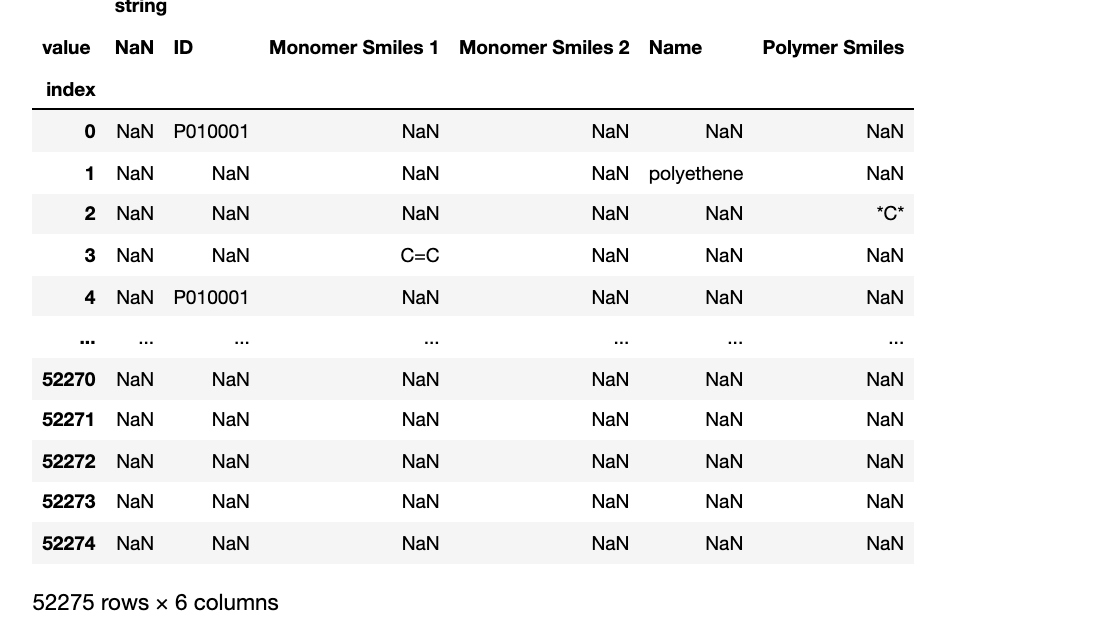 string
value NaN ID Monomer Smiles 1 Monomer Smiles 2 Name Polymer Smiles
index
0 NaN P010001 NaN NaN NaN NaN
1 NaN NaN NaN NaN polyethene NaN
2 NaN NaN NaN NaN NaN *C*
3 NaN NaN C=C NaN NaN NaN
4 NaN P010001 NaN NaN NaN NaN
... ... ... ... ... ... ...
52270 NaN NaN NaN NaN NaN NaN
52271 NaN NaN NaN NaN NaN NaN
52272 NaN NaN NaN NaN NaN NaN
52273 NaN NaN NaN NaN NaN NaN
52274 NaN NaN NaN NaN NaN NaN
52275 rows × 6 columns